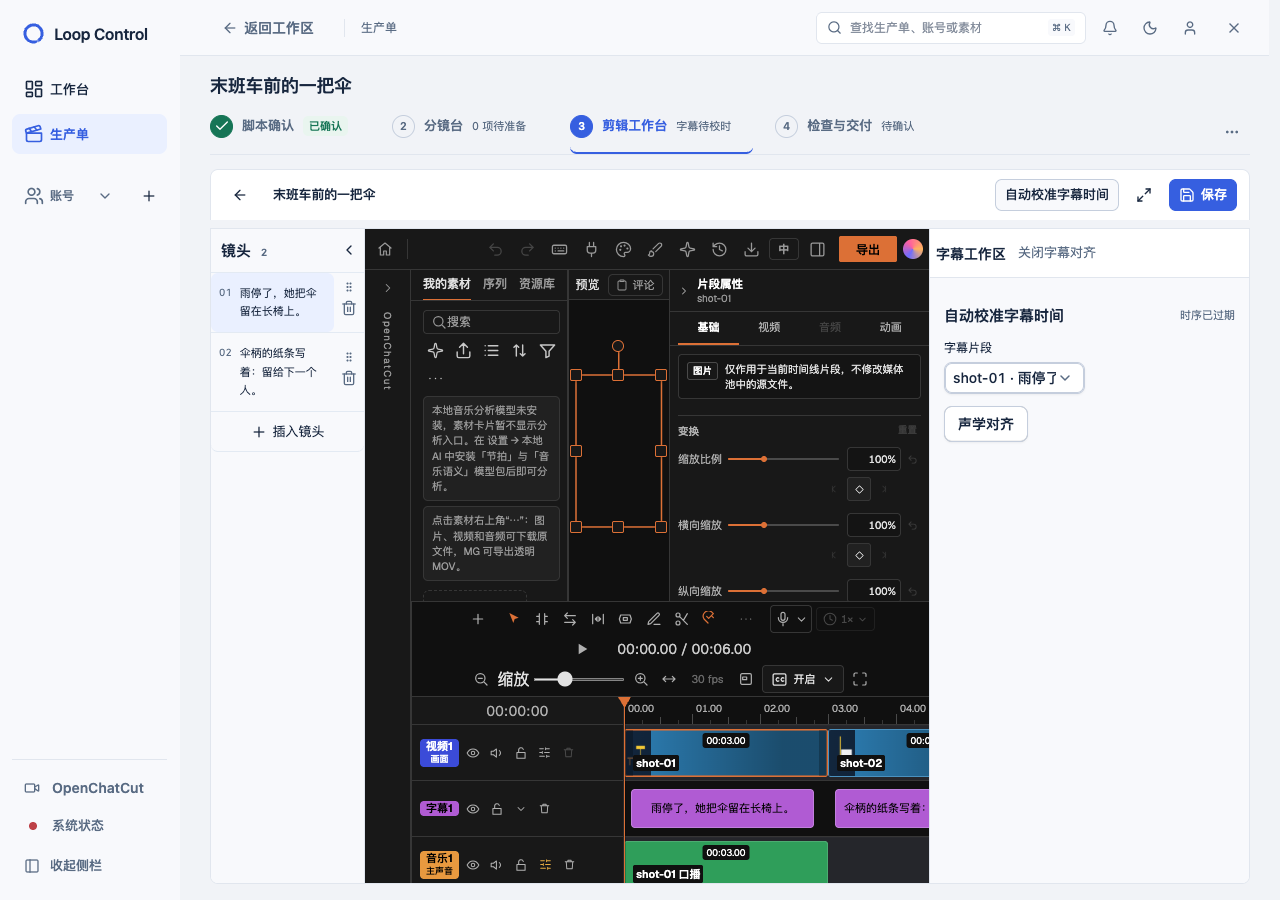 Loop Control
工作台
生产单
账号
OpenChatCut
系统状态
收起侧栏
返回工作区
生产单
查找生产单、账号或素材
⌘ K
末班车前的一把伞
脚本确认 已确认
2 分镜台 0 项待准备
3 剪辑工作台 字幕待校时
4 检查与交付 待确认
末班车前的一把伞
自动校准字幕时间
保存
镜头 2
01 雨停了，她把伞
留在长椅上。
02 伞柄的纸条写
着：留给下一个
人。
插入镜头
中
导出
OpenChatCut
我的素材 序列 资源库
搜索
本地音乐分析模型未安
装，素材卡片暂不显示分
析入口。在 设置 → 本地
AI 中安装「节拍」与「音
乐语义」模型包后即可分
析。
点击素材右上角“···”：图
片、视频和音频可下载原
文件，MG 可导出透明
MOV。
预览 评论
片段属性
shot-01
基础 视频 音频 动画
图片 仅作用于当前时间线片段，不修改媒体
池中的源文件。
变换 重置
缩放比例 100%
横向缩放 100%
纵向缩放 100%
1×
00:00.00 / 00:06.00
缩放 30 fps CC 开启
00:00:00
00.00 01.00 02.00 03.00 04.00
视频1
画面
00:03.00
shot-01
shot-02
字幕1
雨停了，她把伞留在长椅上。
伞柄的纸条写着：
音乐1
主声音
00:03.00
shot-01 口播
字幕工作区 关闭字幕对齐
自动校准字幕时间 时序已过期
字幕片段
shot-01 · 雨停了
声学对齐